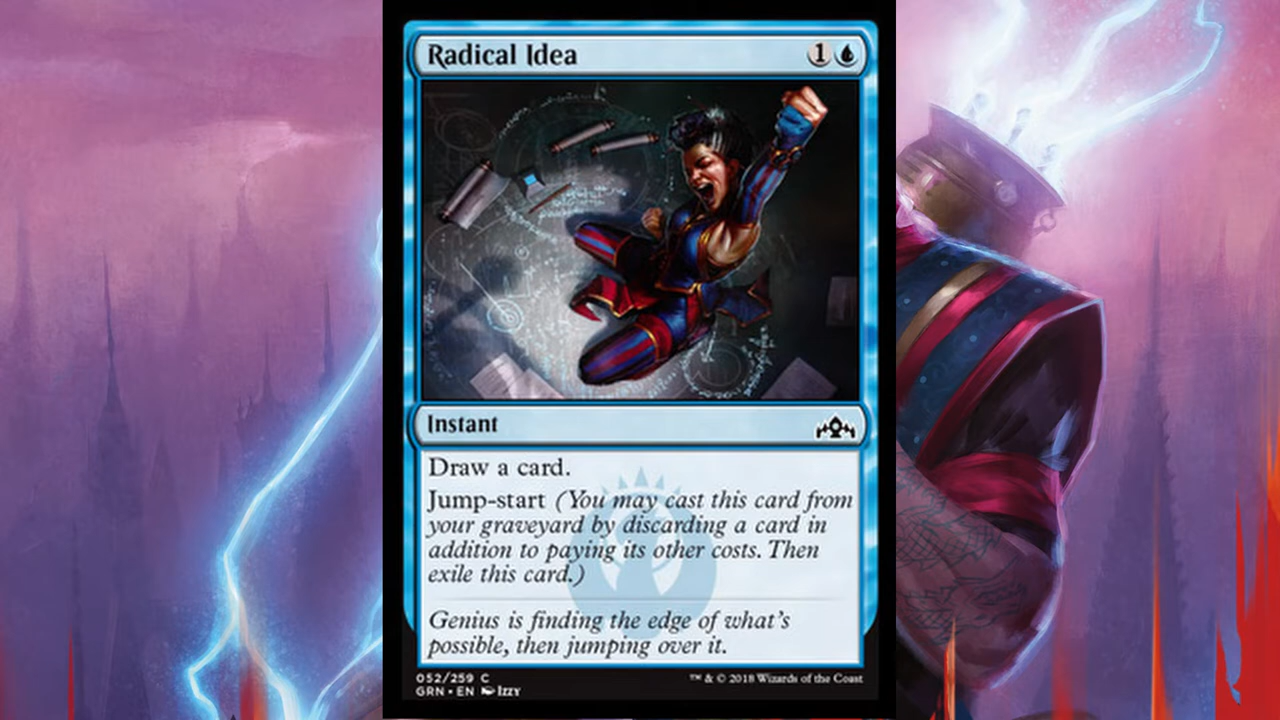 Radical Idea 1
Instant
Draw a card.
Jump-start (You may cast this card from
your graveyard by discarding a card in
addition to paying its other costs. Then
exile this card.)
Genius is finding the edge of what's
possible, then jumping over it.
052/259 C ™ & © 2018 Wizards of the Coast
GRN • EN Izzy